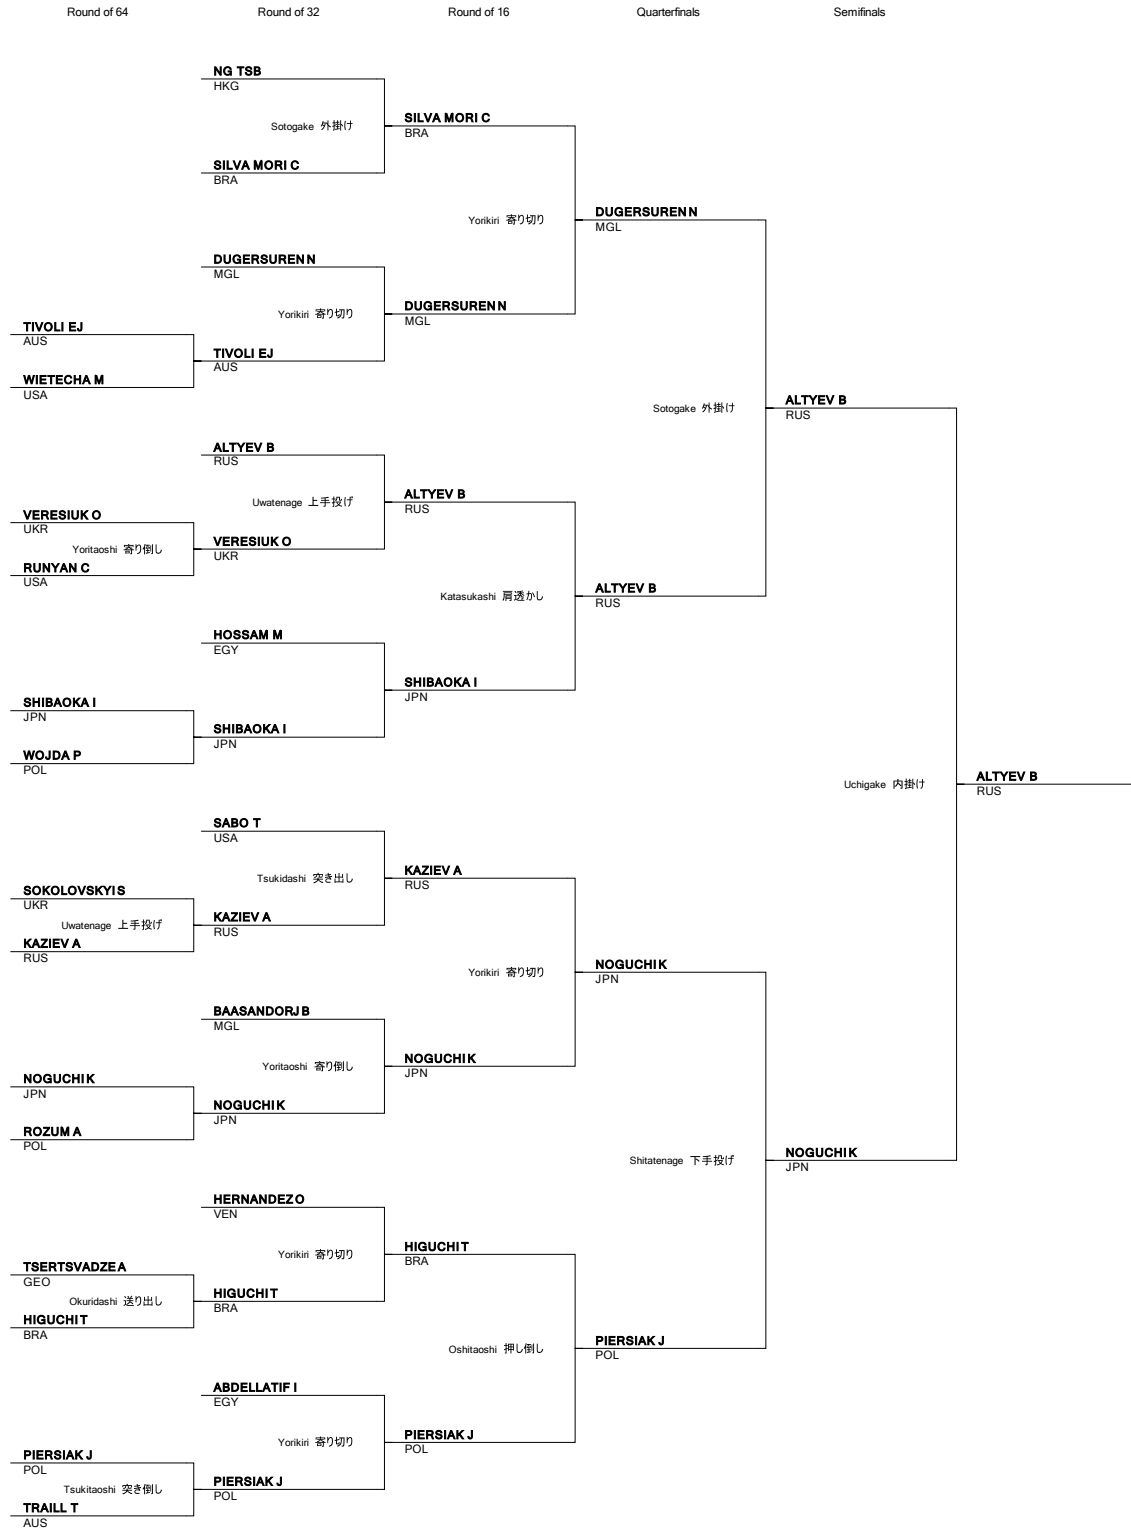 Round of 64 Round of 32 Round of 16 Quarterfinals Semifinals
NG TSB
HKG
Sotogake 外掛け
SILVA MORI C
BRA
SILVA MORI C
BRA
Yorikiri 寄り切り
DUGERSUREN N
MGL
DUGERSUREN N
MGL
Yorikiri 寄り切り
DUGERSUREN N
MGL
TIVOLI EJ
AUS
TIVOLI EJ
AUS
WIETECHA M
USA
Sotogake 外掛け
ALTYEV B
RUS
ALTYEV B
RUS
Uwatenage 上手投げ
ALTYEV B
RUS
VERESIUK O
UKR
Yoritaoshi 寄り倒し
VERESIUK O
UKR
RUNYAN C
USA
Katasukashi 肩透かし
ALTYEV B
RUS
HOSSAM M
EGY
SHIBAOKA I
JPN
SHIBAOKA I
JPN
SHIBAOKA I
JPN
WOJDA P
POL
Uchigake 内掛け
ALTYEV B
RUS
SABO T
USA
Tsukidashi 突き出し
KAZIEV A
RUS
SOKOLOVSKYI S
UKR
Uwatenage 上手投げ
KAZIEV A
RUS
KAZIEV A
RUS
Yorikiri 寄り切り
NOGUCHI K
JPN
BAASANDORJ B
MGL
Yoritaoshi 寄り倒し
NOGUCHI K
JPN
NOGUCHI K
JPN
NOGUCHI K
JPN
ROZUM A
POL
Shitatenage 下手投げ
NOGUCHI K
JPN
HERNANDEZ O
VEN
Yorikiri 寄り切り
HIGUCHI T
BRA
TSERTSVADZE A
GEO
Okuridashi 送り出し
HIGUCHI T
BRA
HIGUCHI T
BRA
Oshitaoshi 押し倒し
PIERSIAK J
POL
ABDELLATIF I
EGY
Yorikiri 寄り切り
PIERSIAK J
POL
PIERSIAK J
POL
Tsukitaoshi 突き倒し
PIERSIAK J
POL
TRAILL T
AUS